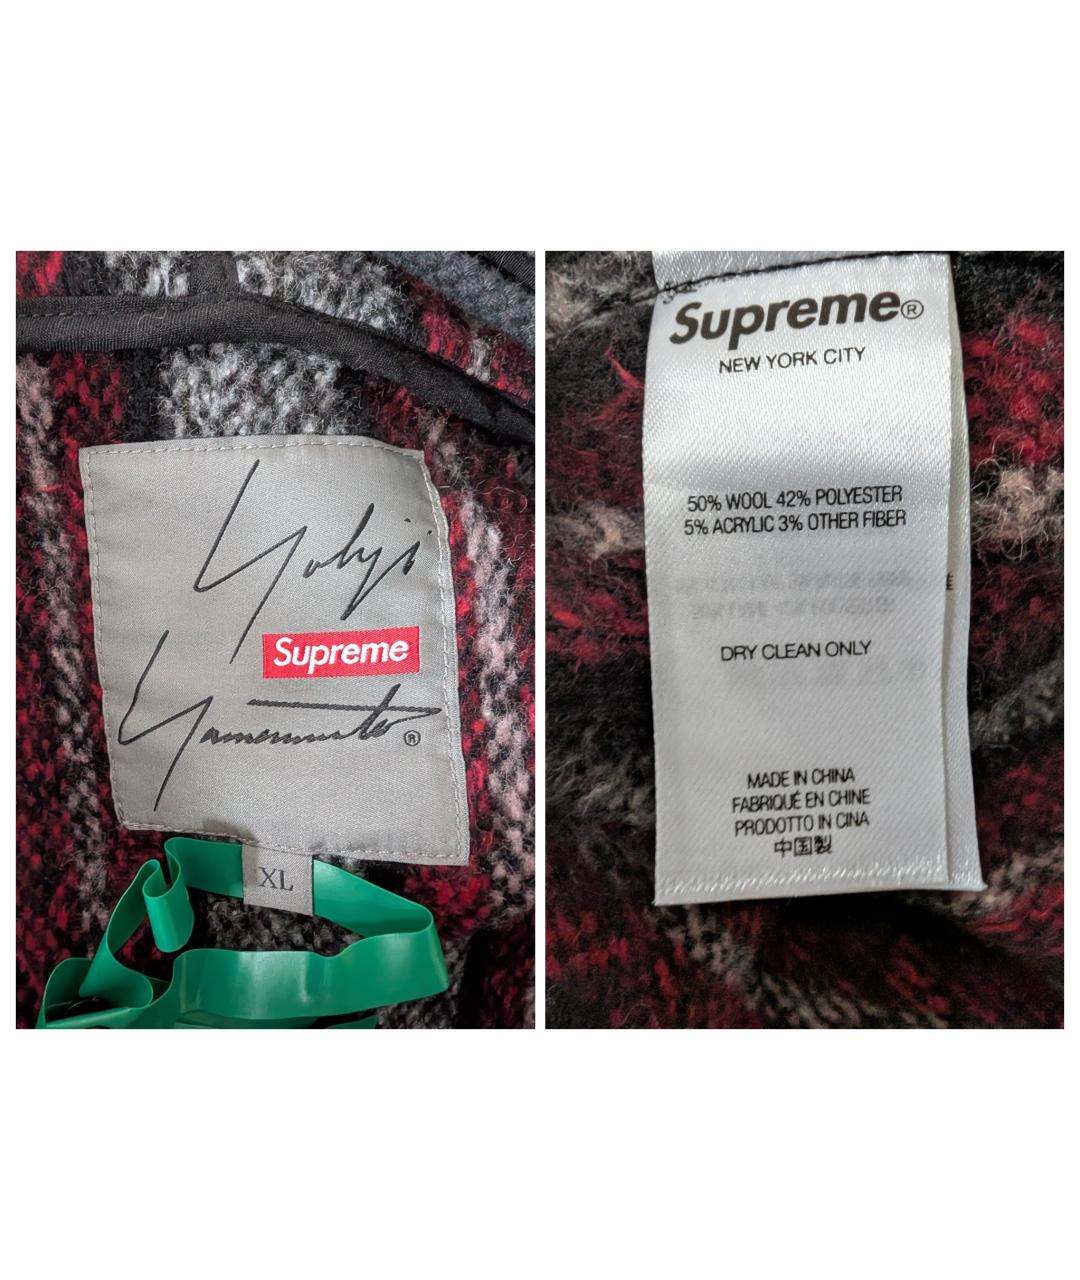 Yohji
Supreme
Yamamoto®
XL
Supreme®
NEW YORK CITY
50% WOOL 42% POLYESTER
5% ACRYLIC 3% OTHER FIBER
DRY CLEAN ONLY
MADE IN CHINA
FABRIQUÉ EN CHINE
PRODOTTO IN CINA
中国製